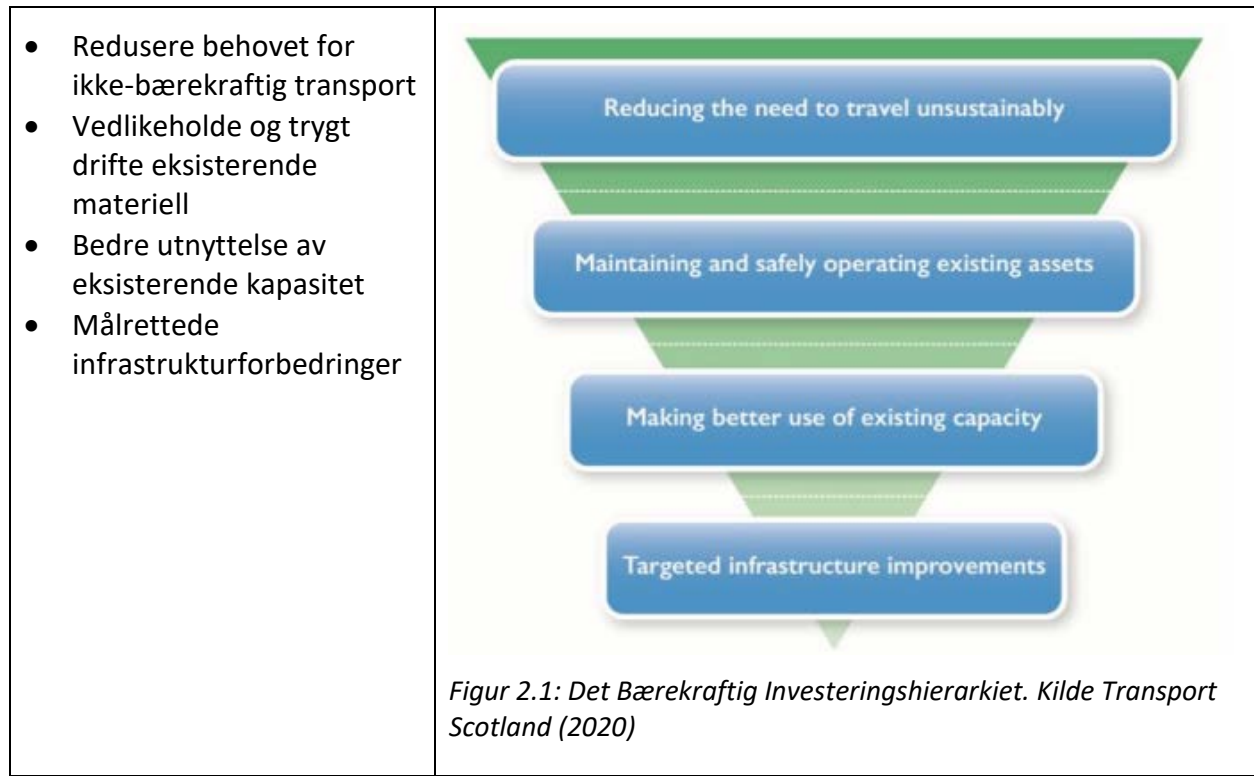 • Redusere behovet for
ikke-bærekraftig transport
• Vedlikeholde og trygt
drifte eksisterende
materiell
• Bedre utnyttelse av
eksisterende kapasitet
• Målrettede
infrastrukturforbedringer
Reducing the need to travel unsustainably
Maintaining and safely operating existing assets
Making better use of existing capacity
Targeted infrastructure improvements
Figur 2.1: Det Bærekraftig Investeringshierarkiet. Kilde Transport
Scotland (2020)